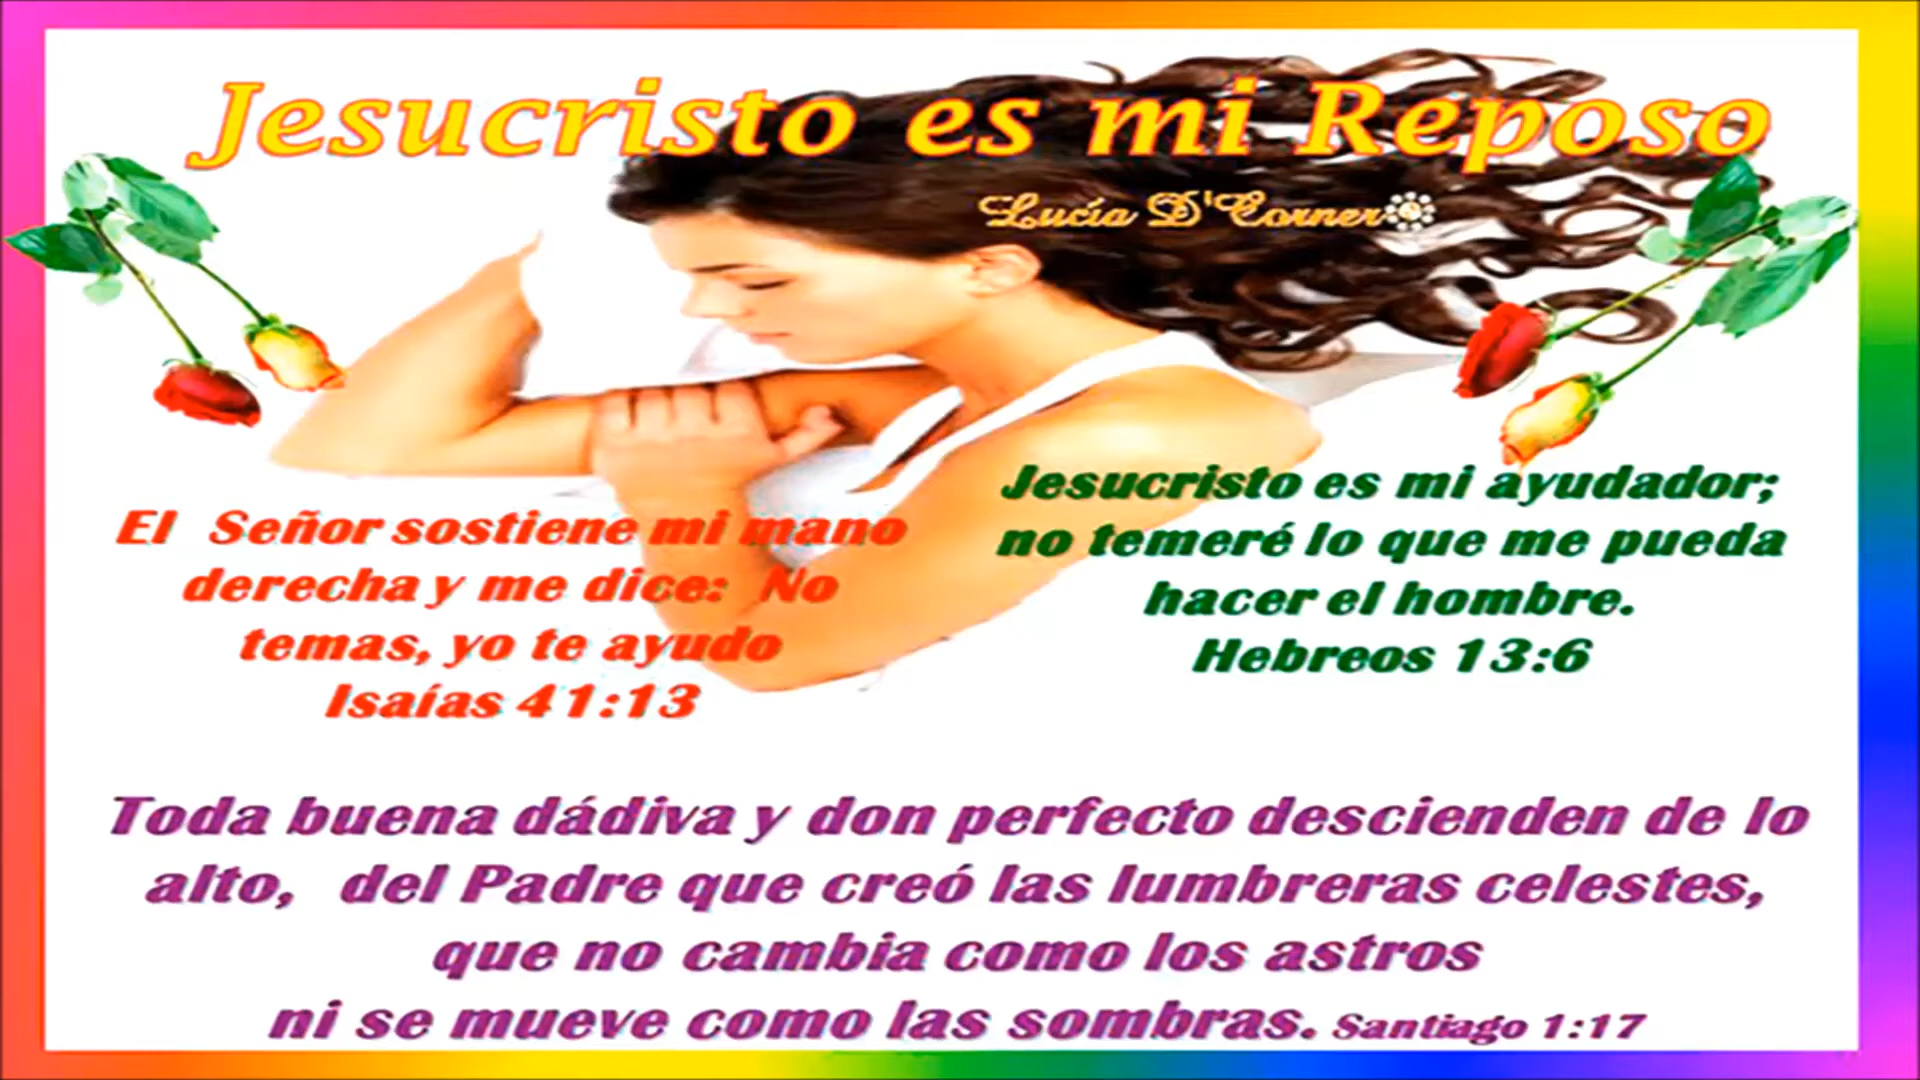 Jesucristo es mi Reposo
Lucía D'Corner
El Señor sostiene mi mano
derecha y me dice: No
temas, yo te ayudo
Isaías 41:13
Jesucristo es mi ayudador;
no temeré lo que me pueda
hacer el hombre.
Hebreos 13:6
Toda buena dádiva y don perfecto descienden de lo
alto, del Padre que creó las lumbreras celestes,
que no cambia como los astros
ni se mueve como las sombras. Santiago 1:17